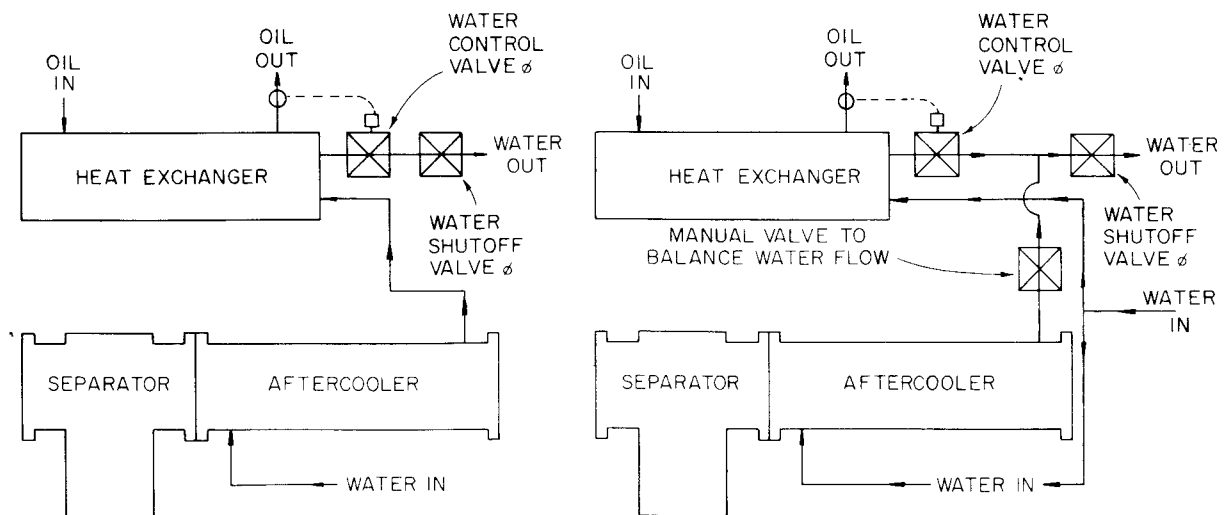 OIL
IN
OIL
OUT
WATER
CONTROL
VALVE ø
HEAT EXCHANGER
WATER
OUT
WATER
SHUTOFF
VALVE ø
SEPARATOR
AFTERCOOLER
WATER IN
OIL
IN
OIL
OUT
WATER
CONTROL
VALVE ø
HEAT EXCHANGER
WATER
OUT
MANUAL VALVE TO
BALANCE WATER FLOW
WATER
SHUTOFF
VALVE ø
WATER
IN
SEPARATOR
AFTERCOOLER
WATER IN